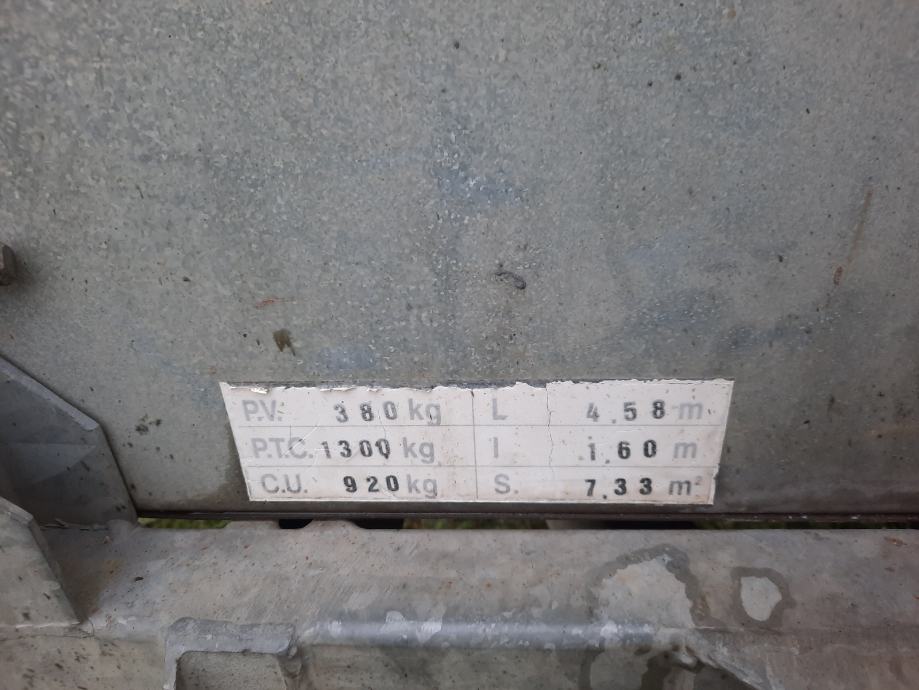 P.V. 380 kg L 4.58 m
P.T.C. 1300 kg l 1.60 m
C.U. 920 kg S. 7.33 m²